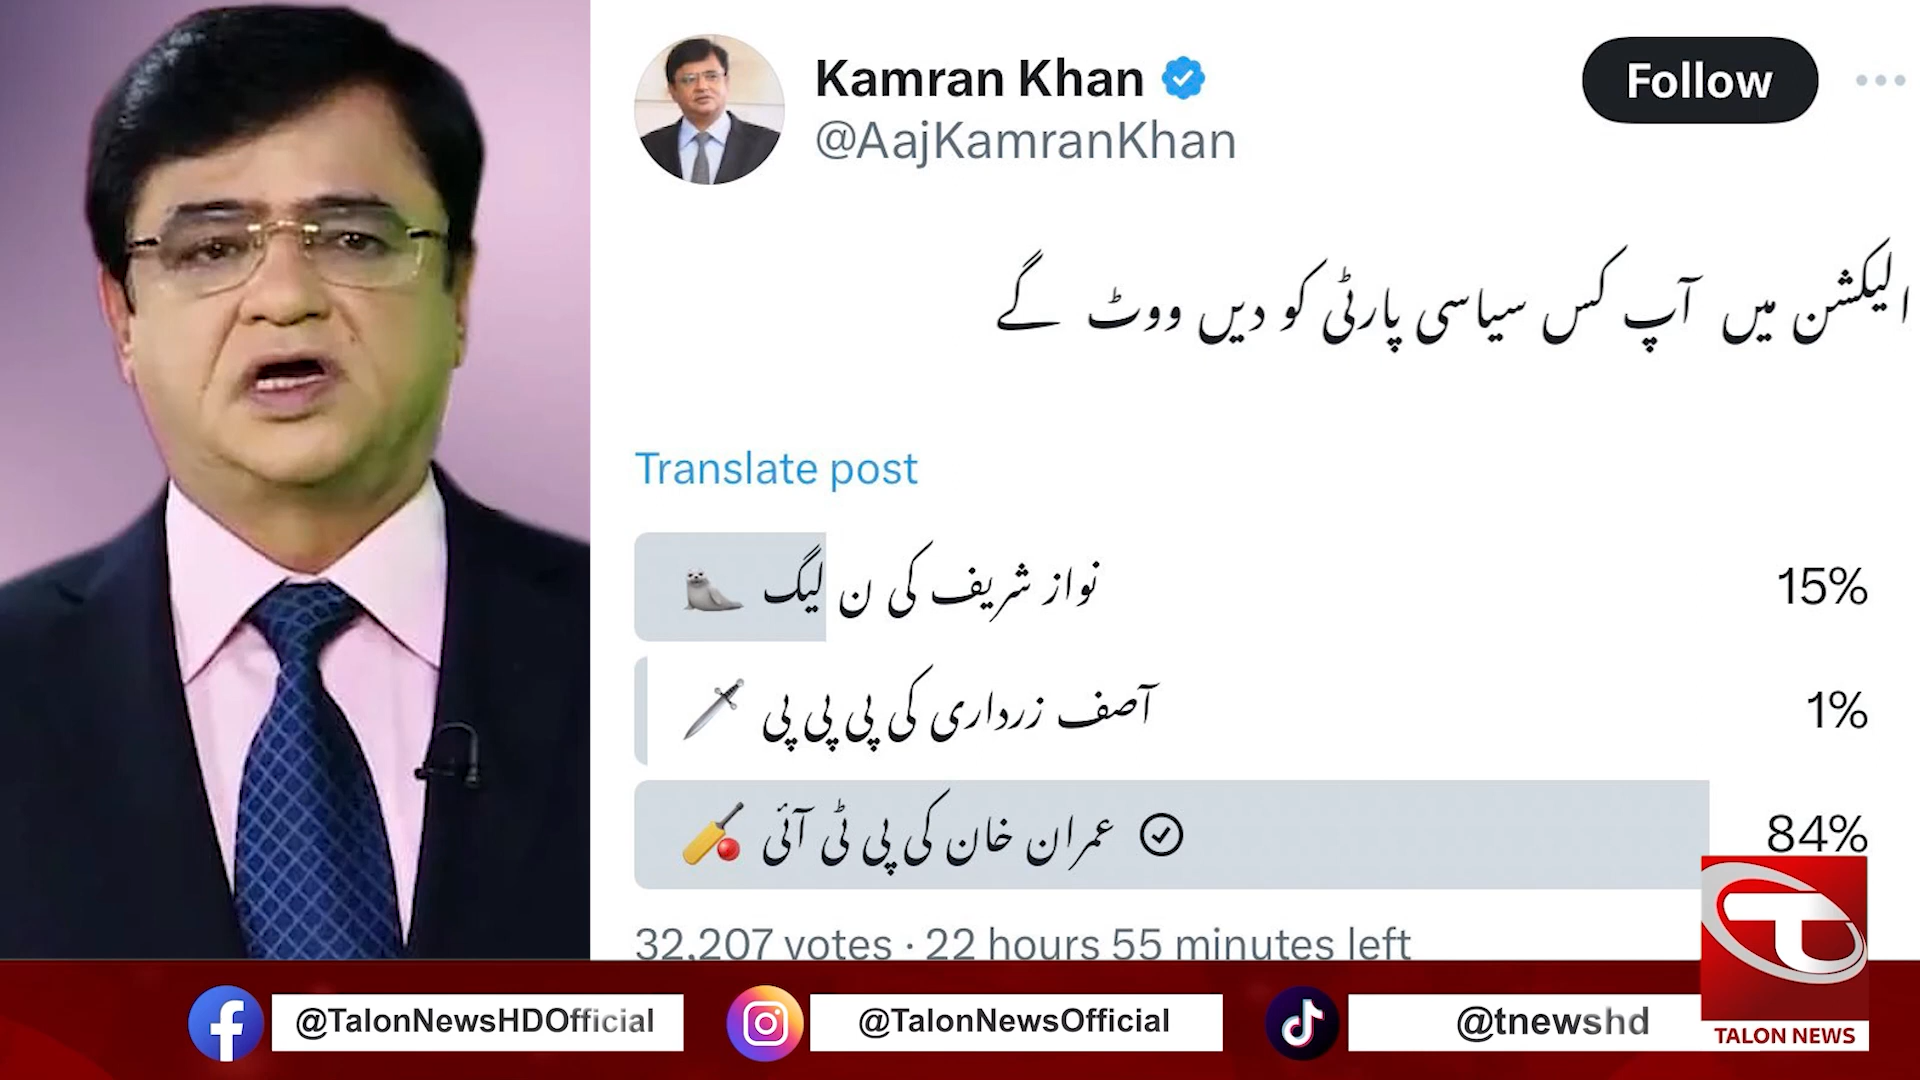 Kamran Khan
@AajKamranKhan
Follow
الیکشن میں آپ کس سیاسی پارٹی کو دیں ووٹ گے
Translate post
نواز شریف کی ن لیگ
15%
آصف زرداری کی پی پی پی
1%
عمران خان کی پی ٹی آئی
84%
32,207 votes · 22 hours 55 minutes left
@TalonNewsHDOfficial
@TalonNewsOfficial
@tnewshd
TALON NEWS